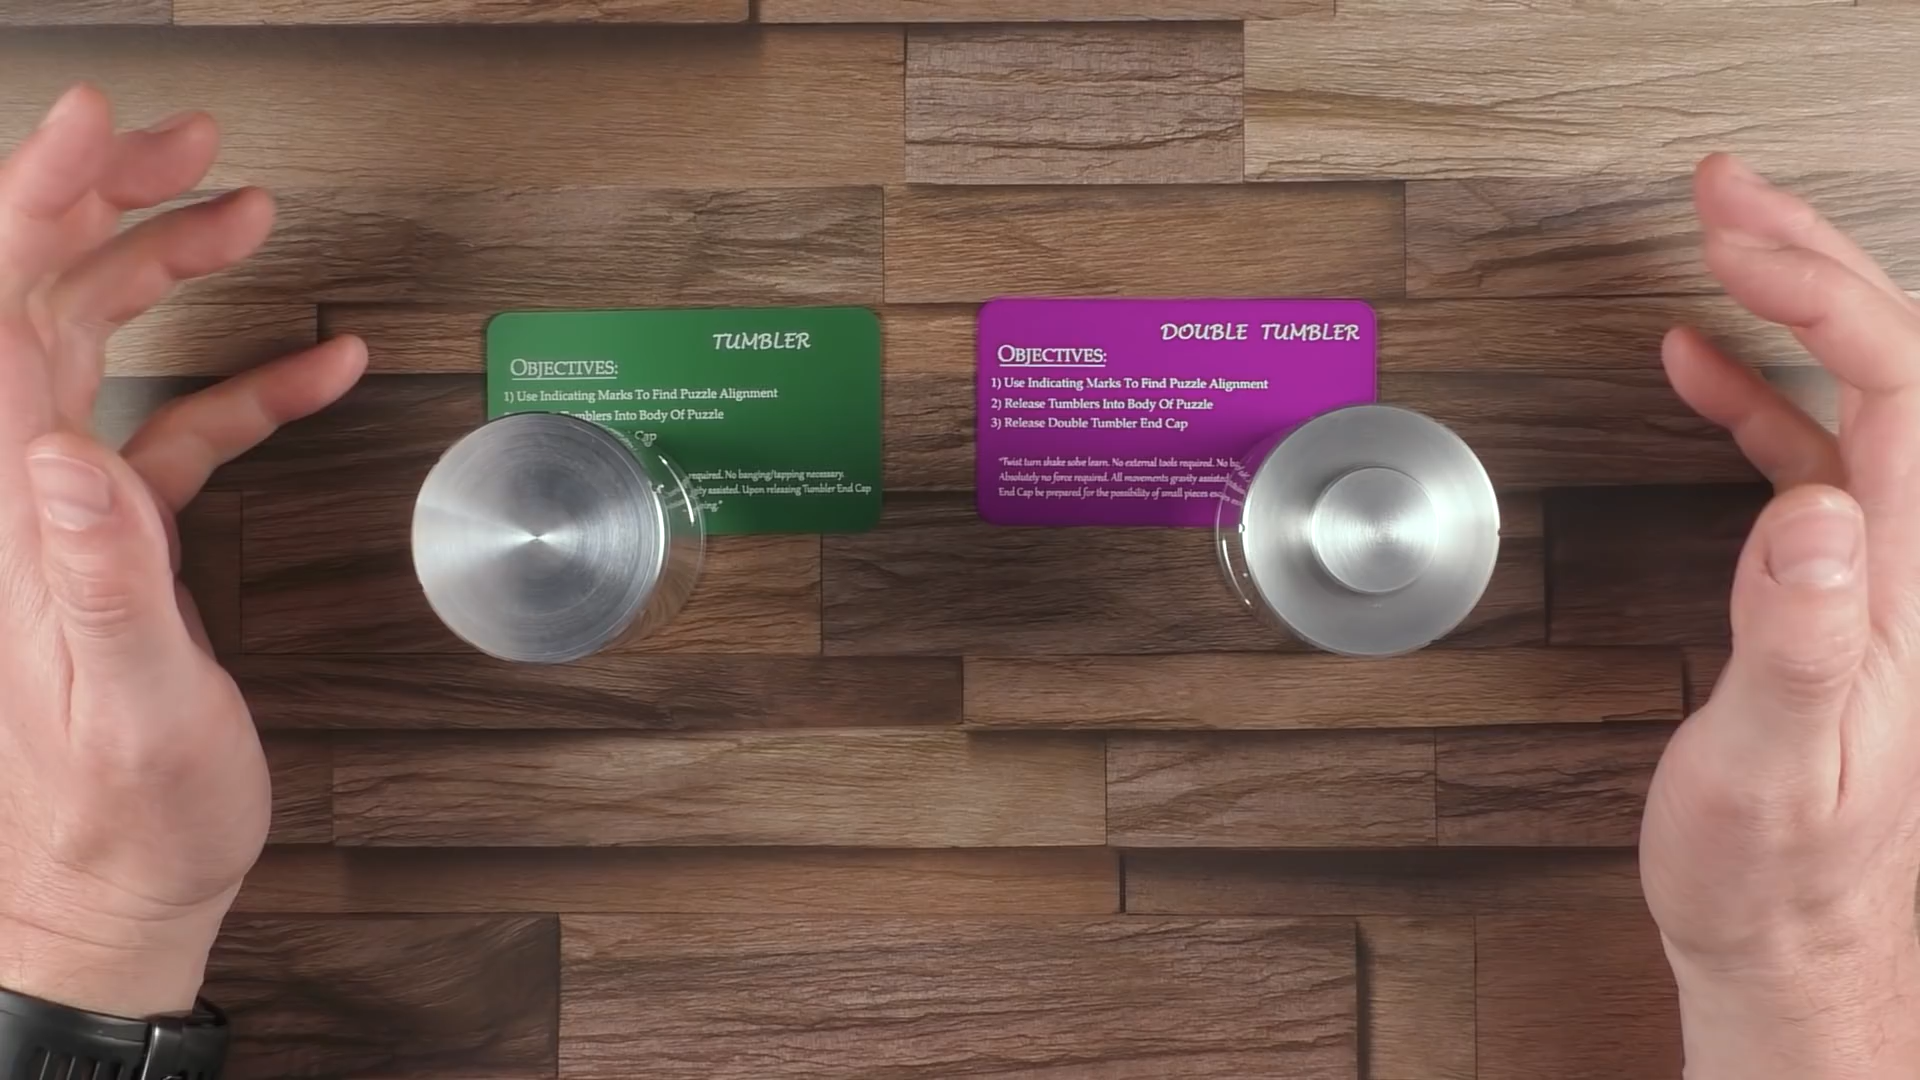 TUMBLER
OBJECTIVES:
1) Use Indicating Marks To Find Puzzle Alignment
Tumblers Into Body Of Puzzle
Cap
required. No banging/tapping necessary.
assisted. Upon releasing Tumbler End Cap
DOUBLE TUMBLER
OBJECTIVES:
1) Use Indicating Marks To Find Puzzle Alignment
2) Release Tumblers Into Body Of Puzzle
3) Release Double Tumbler End Cap
"Twist turn shake solve learn. No external tools required. No
Absolutely no force required. All movements gravity assisted
End Cap be prepared for the possibility of small pieces